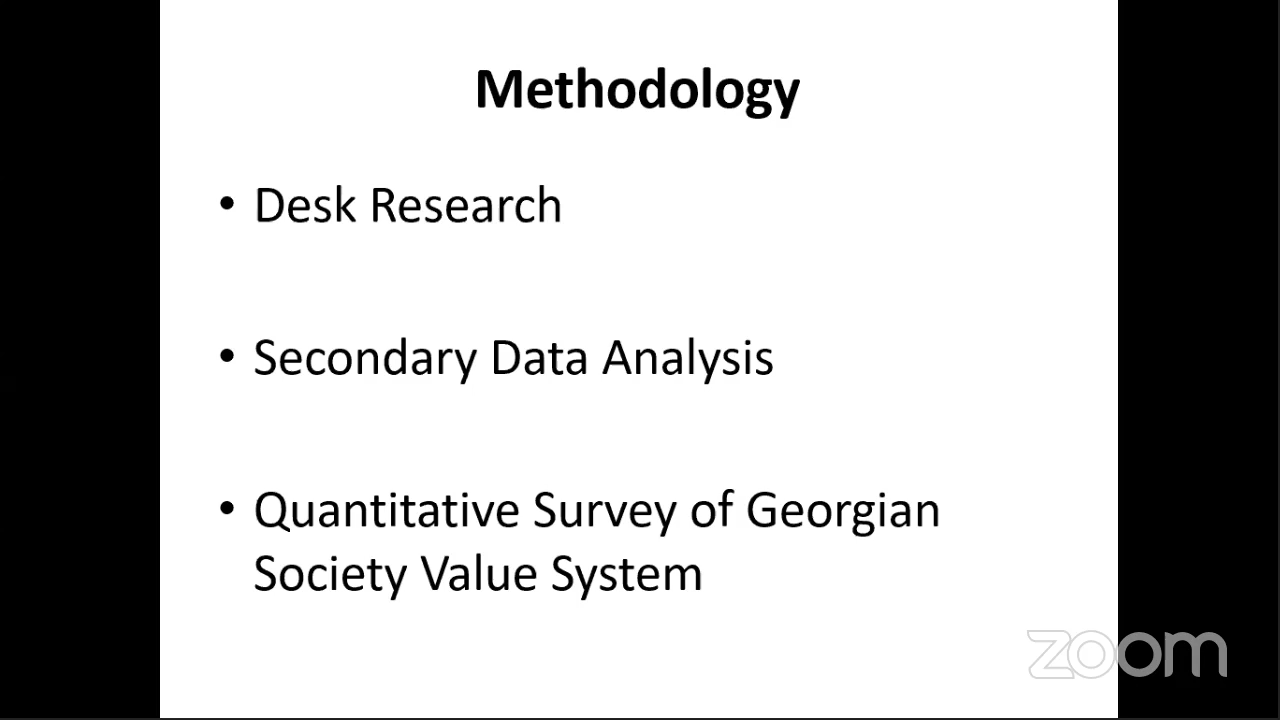 Methodology
• Desk Research
• Secondary Data Analysis
• Quantitative Survey of Georgian
Society Value System
zoom